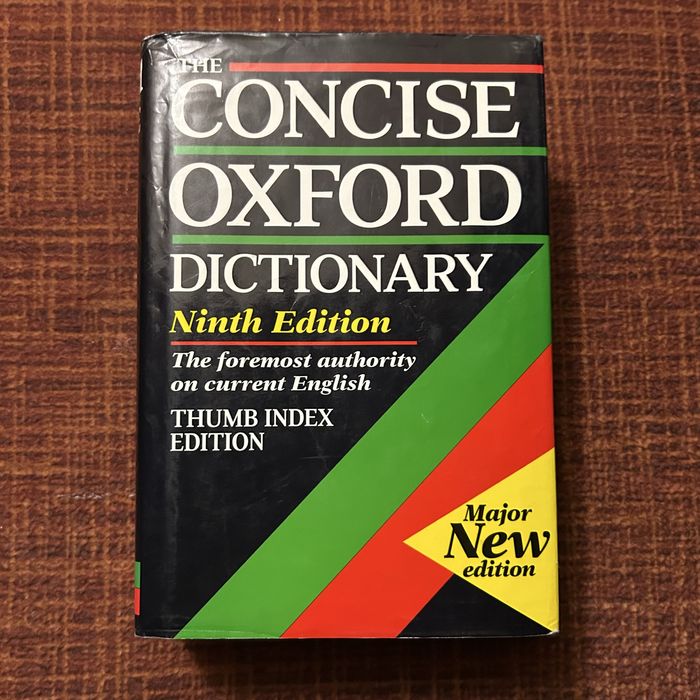 THE
CONCISE
OXFORD
DICTIONARY
Ninth Edition
The foremost authority
on current English
THUMB INDEX
EDITION
Major
New
edition